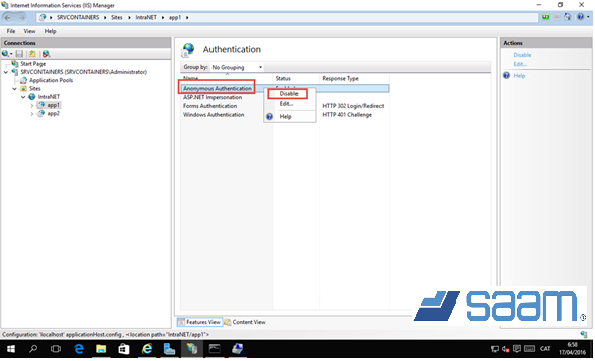 Internet Information Services (IIS) Manager
SRVCONTAINERS ▸ Sites ▸ IntraNET ▸ app1 ▸
File View Help
Connections
Start Page
SRVCONTAINERS (SRVCONTAINERS\Administrator)
Application Pools
Sites
IntraNET
app1
app2
Authentication
Group by: No Grouping
Name Status Response Type
Anonymous Authentication
ASP.NET Impersonation
Forms Authentication HTTP 302 Login/Redirect
Windows Authentication HTTP 401 Challenge
Disable
Edit...
Help
Features View Content View
Actions
Disable
Edit...
Help
saam
®
Configuration: 'localhost' applicationHost.config , <location path="IntraNET/app1">
CAT
6:58
17/04/2016